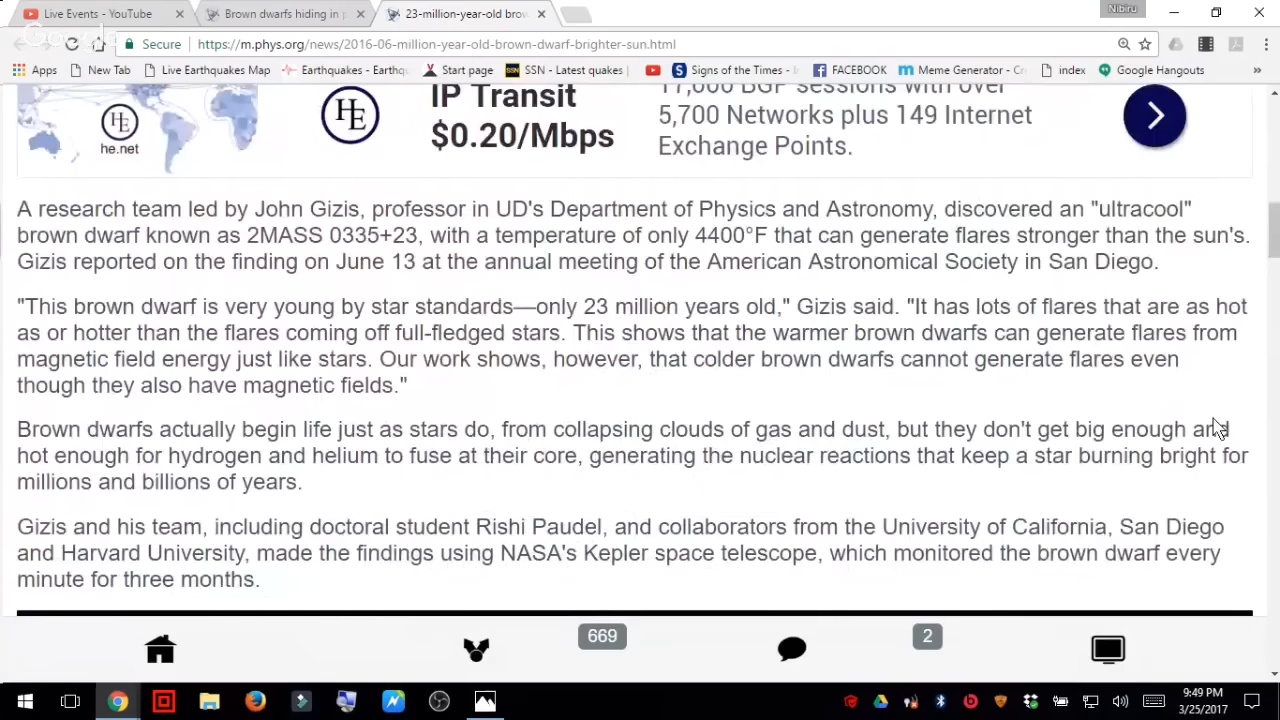 Nibiru
Live Events - YouTube
Brown dwarfs hiding in p
23-million-year-old brow
Secure
https://m.phys.org/news/2016-06-million-year-old-brown-dwarf-brighter-sun.html
Apps
New Tab
Live Earthquakes Map
Earthquakes - Earthqu
Start page
SSN - Latest quakes
Signs of the Times - 
FACEBOOK
Meme Generator - Cr
index
Google Hangouts
HE
he.net
HE
IP Transit
$0.20/Mbps
17,000 BGP sessions with over
5,700 Networks plus 149 Internet
Exchange Points.
A research team led by John Gizis, professor in UD's Department of Physics and Astronomy, discovered an "ultracool"
brown dwarf known as 2MASS 0335+23, with a temperature of only 4400°F that can generate flares stronger than the sun's.
Gizis reported on the finding on June 13 at the annual meeting of the American Astronomical Society in San Diego.
"This brown dwarf is very young by star standards—only 23 million years old," Gizis said. "It has lots of flares that are as hot
as or hotter than the flares coming off full-fledged stars. This shows that the warmer brown dwarfs can generate flares from
magnetic field energy just like stars. Our work shows, however, that colder brown dwarfs cannot generate flares even
though they also have magnetic fields."
Brown dwarfs actually begin life just as stars do, from collapsing clouds of gas and dust, but they don't get big enough and
hot enough for hydrogen and helium to fuse at their core, generating the nuclear reactions that keep a star burning bright for
millions and billions of years.
Gizis and his team, including doctoral student Rishi Paudel, and collaborators from the University of California, San Diego
and Harvard University, made the findings using NASA's Kepler space telescope, which monitored the brown dwarf every
minute for three months.
669
2
9:49 PM
3/25/2017